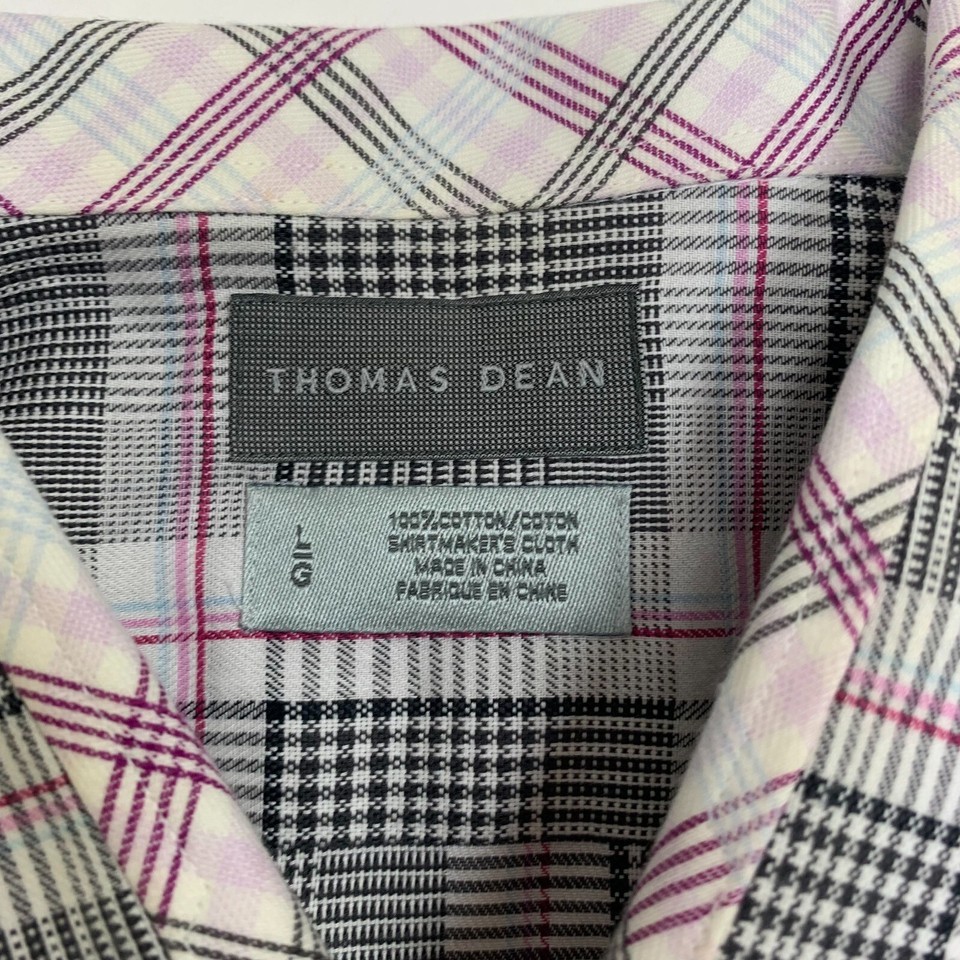 THOMAS DEAN
L
G
100% COTTON/COTON
SHIRTMAKER'S CLOTH
MADE IN CHINA
FABRIQUE EN CHINE